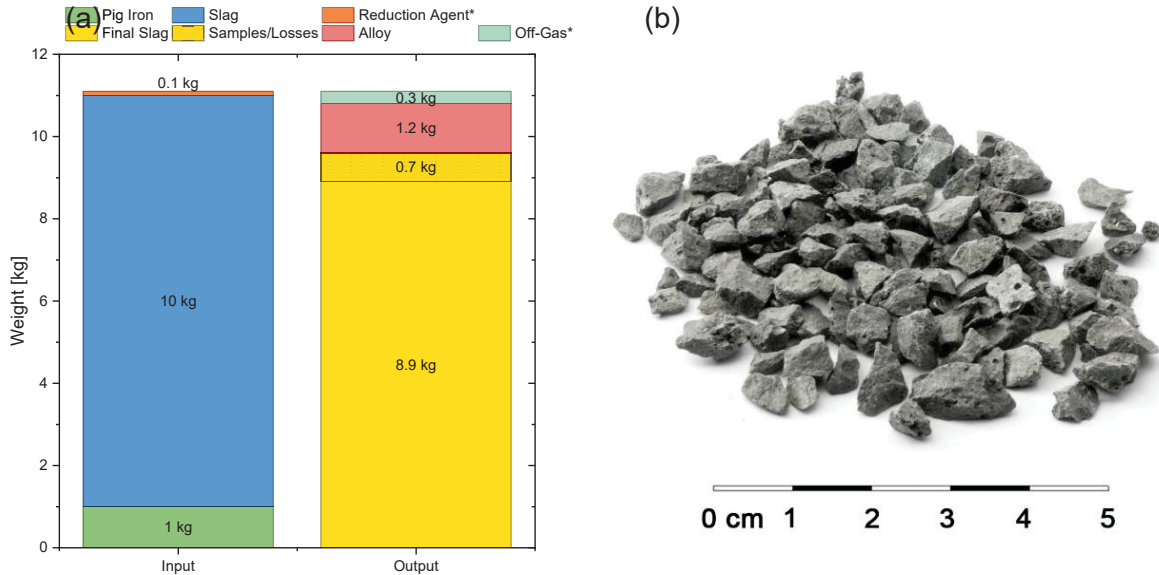 (a)
Pig Iron Slag Reduction Agent*
Final Slag Samples/Losses Alloy Off-Gas*
12
10
8
6
4
2
0
Weight [kg]
0.1 kg
10 kg
1 kg
0.3 kg
1.2 kg
0.7 kg
8.9 kg
Input Output
(b)
0 cm 1 2 3 4 5